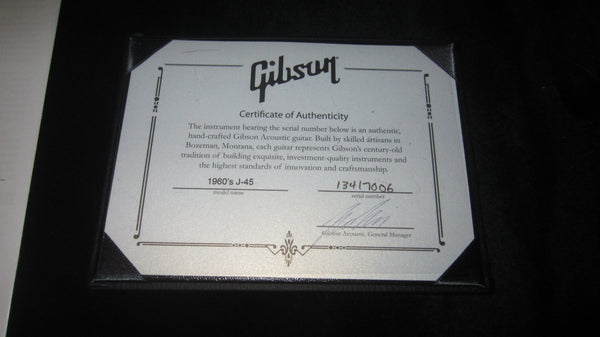 Gibson
Certificate of Authenticity
The instrument bearing the serial number below is an authentic,
hand-crafted Gibson Acoustic guitar. Built by skilled artisans in
Bozeman, Montana, each guitar represents Gibson's century-old
tradition of building exquisite, investment-quality instruments and
the highest standards of innovation and craftsmanship.
1960's J-45 13417006
model name serial number
Gibson Acoustic, General Manager